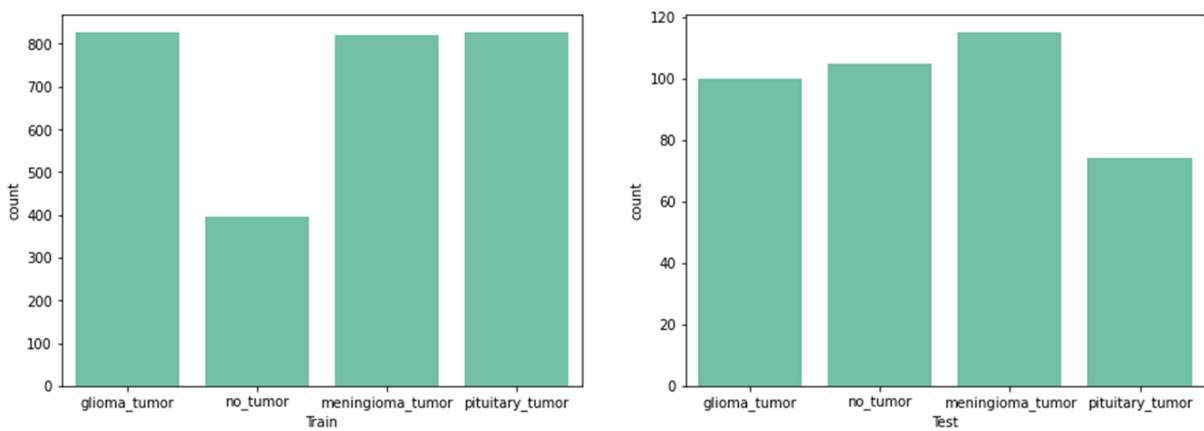 800
700
600
500
400
300
200
100
0
count
glioma_tumor no_tumor meningioma_tumor pituitary_tumor
Train
120
100
80
60
40
20
0
count
glioma_tumor no_tumor meningioma_tumor pituitary_tumor
Test